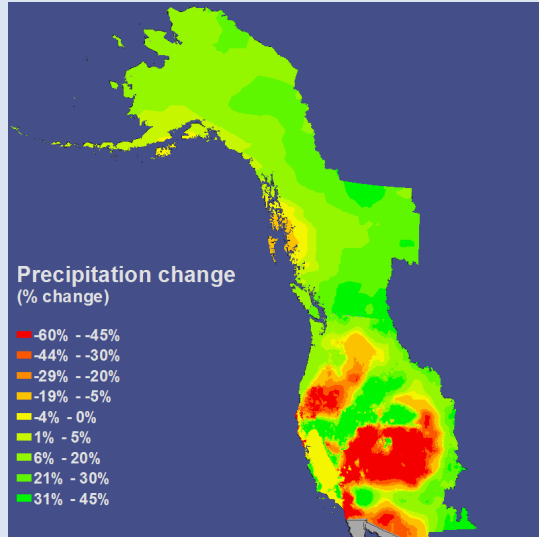 Precipitation change
(% change)
-60% - -45%
-44% - -30%
-29% - -20%
-19% - -5%
-4% - 0%
1% - 5%
6% - 20%
21% - 30%
31% - 45%